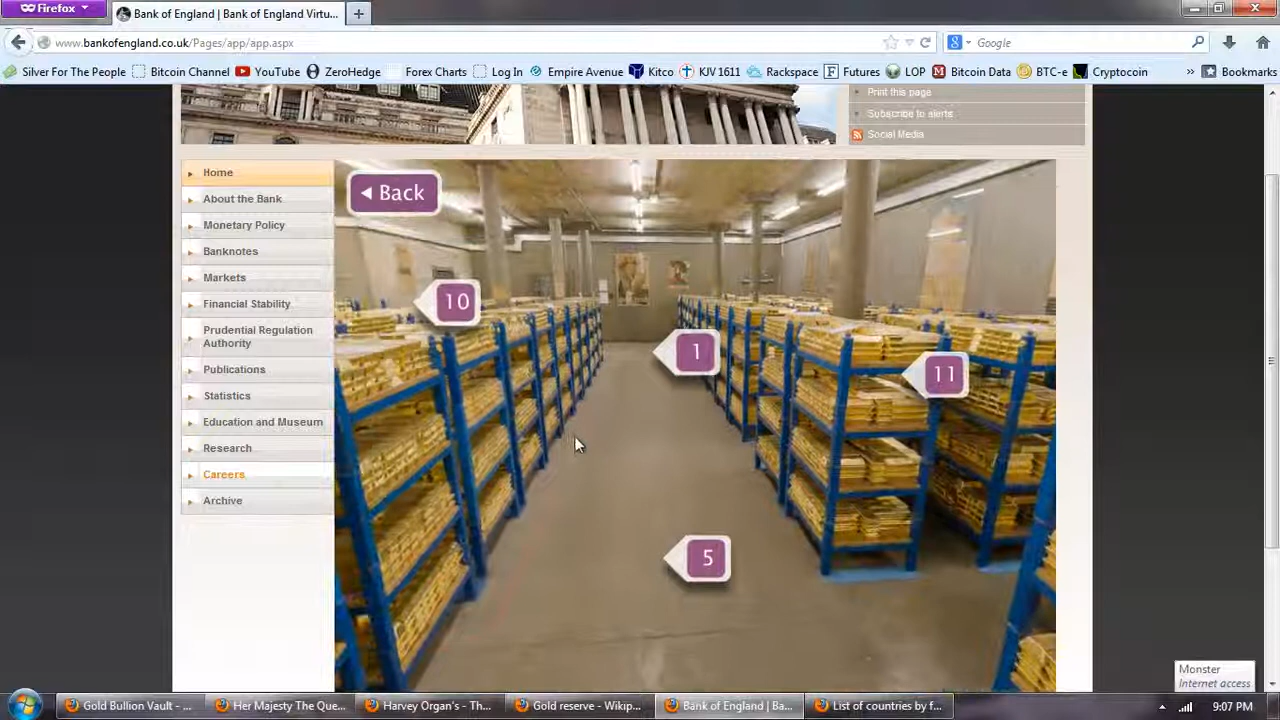 Firefox
Bank of England | Bank of England Virtu...
www.bankofengland.co.uk/Pages/app/app.aspx
Google
Silver For The People
Bitcoin Channel
YouTube
ZeroHedge
Forex Charts
Log In
Empire Avenue
Kitco
KJV 1611
Rackspace
Futures
LOP
Bitcoin Data
BTC-e
Cryptocoin
»
Bookmarks
Print this page
Subscribe to alerts
Social Media
Home
About the Bank
Monetary Policy
Banknotes
Markets
Financial Stability
Prudential Regulation
Authority
Publications
Statistics
Education and Museum
Research
Careers
Archive
Back
10
1
11
5
Monster
Internet access
Gold Bullion Vault - ...
Her Majesty The Que...
Harvey Organ's - Th...
Gold reserve - Wikip...
Bank of England | Ba...
List of countries by f...
9:07 PM